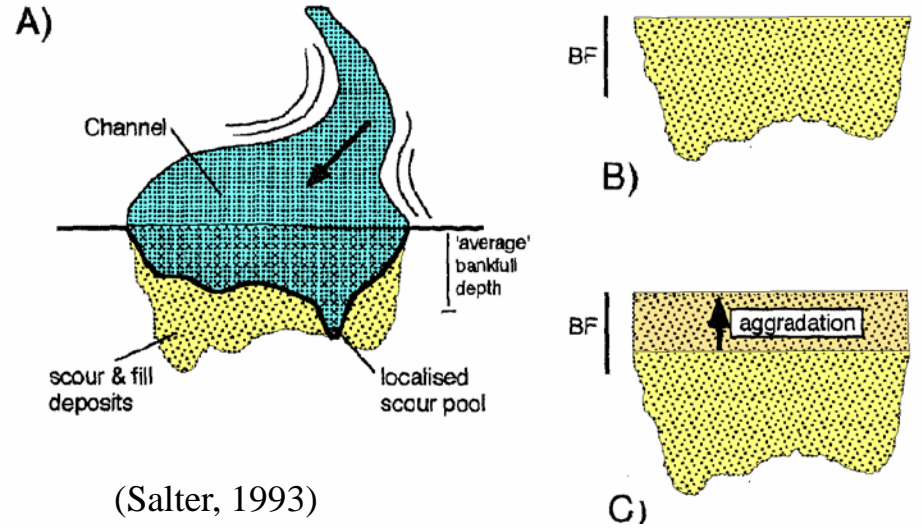 A)
Channel
'average'
bankfull
depth
scour & fill
deposits
localised
scour pool
(Salter, 1993)
BF
B)
BF
aggradation
C)